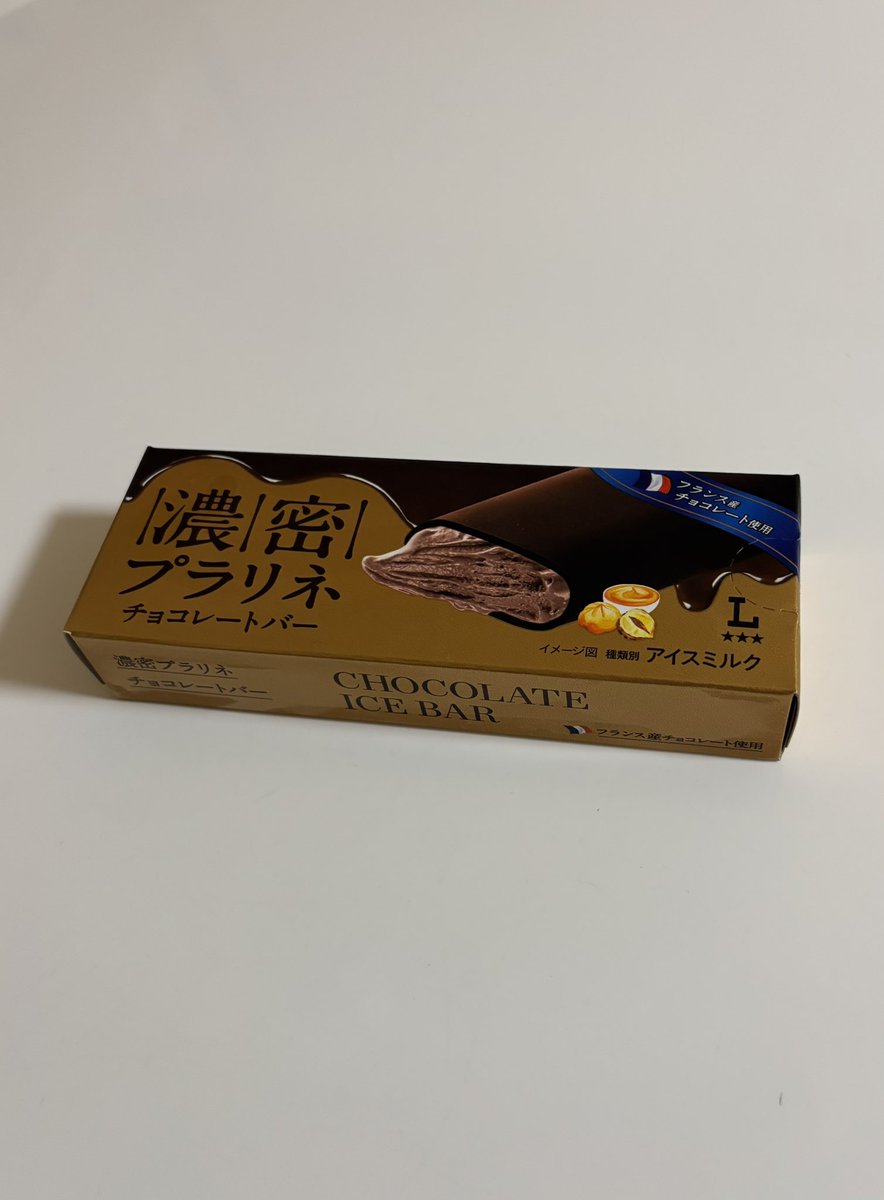 濃密
プラリネ
チョコレートバー
フランス産
チョコレート使用
L
★★★
イメージ図 種類別 アイスミルク
濃密プラリネ
チョコレートバー
CHOCOLATE
ICE BAR
フランス産チョコレート使用